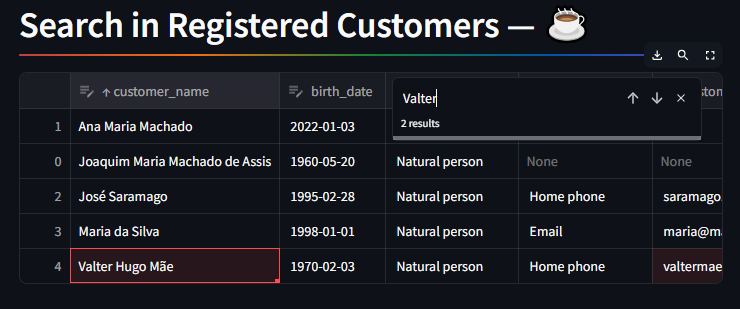 Search in Registered Customers — ☕
↑ customer_name birth_date
Valter
2 results
1 Ana Maria Machado 2022-01-03
0 Joaquim Maria Machado de Assis 1960-05-20 Natural person None None
2 José Saramago 1995-02-28 Natural person Home phone saramago
3 Maria da Silva 1998-01-01 Natural person Email maria@m
4 Valter Hugo Mãe 1970-02-03 Natural person Home phone valtermae